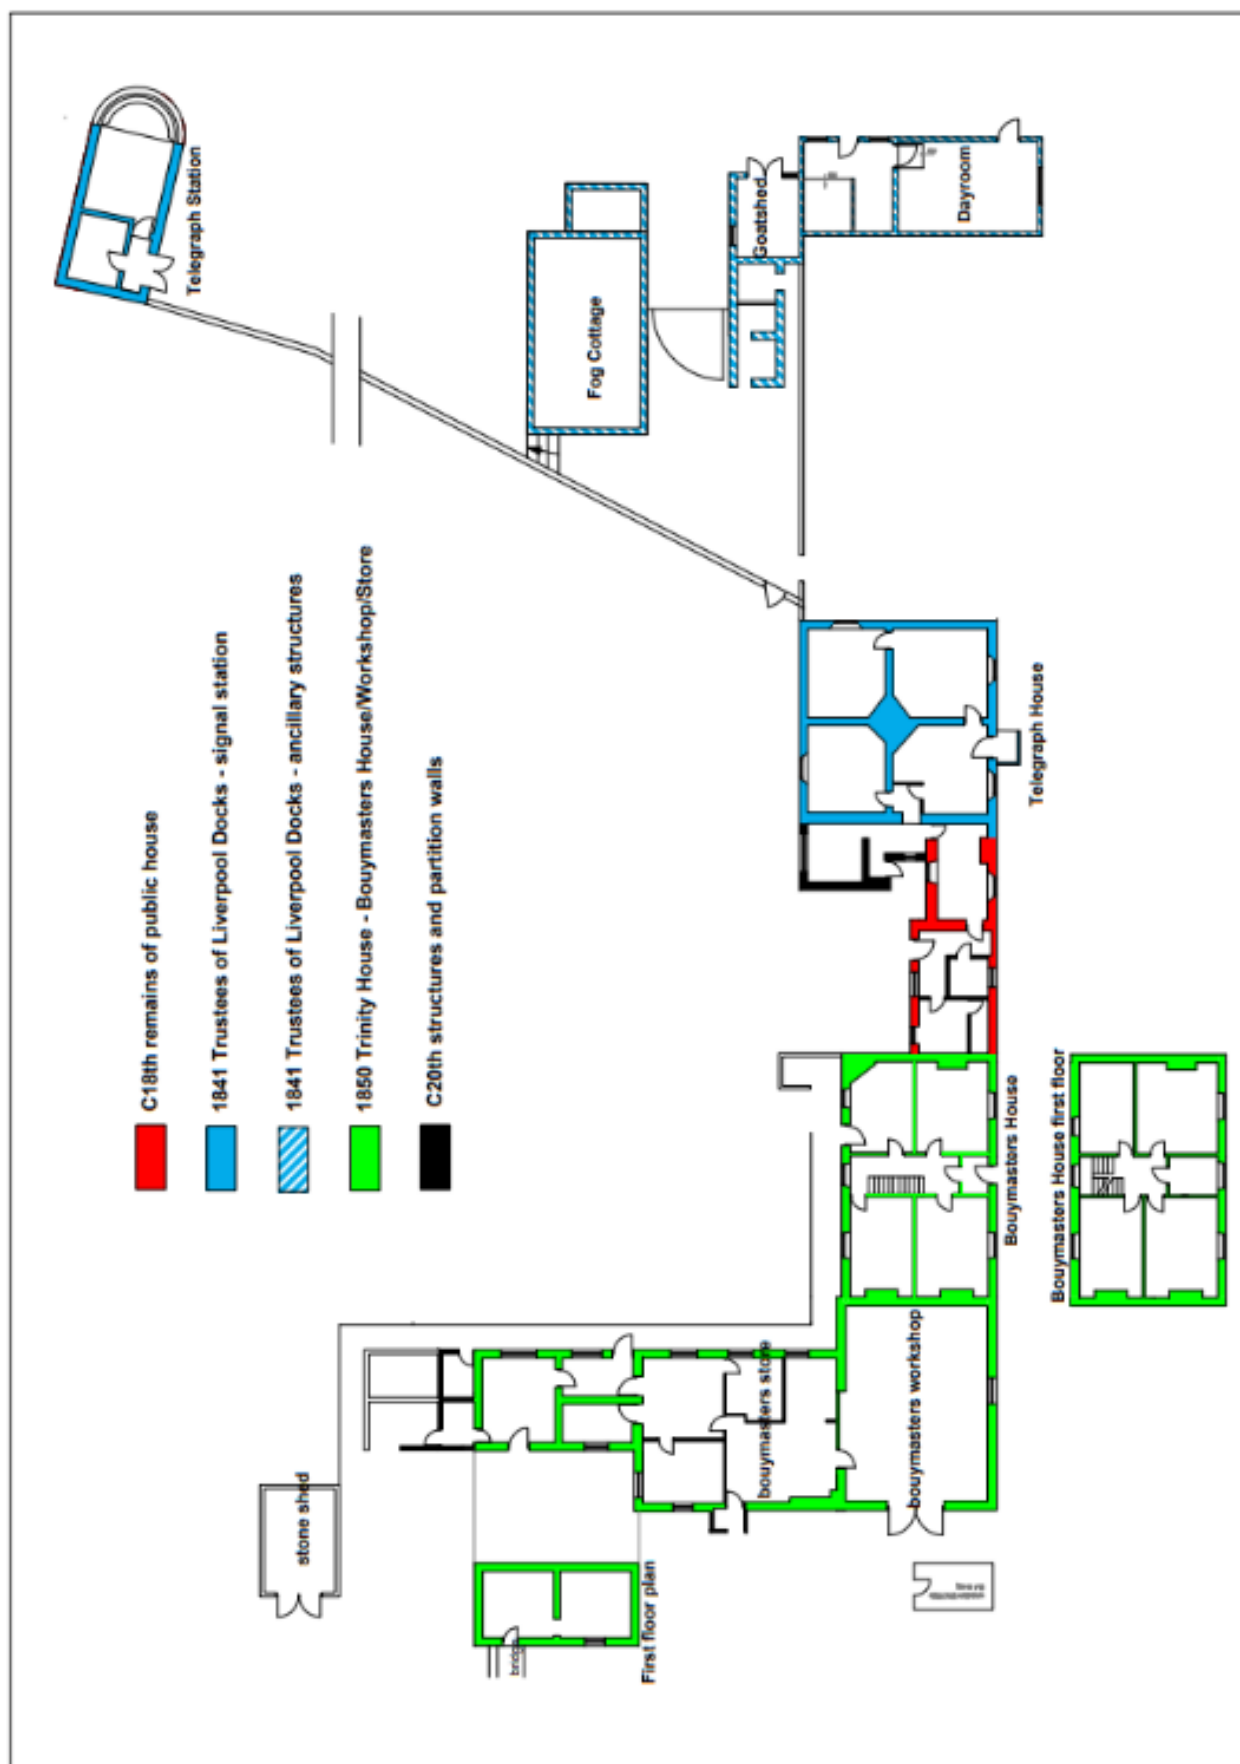 C18th remains of public house
1841 Trustees of Liverpool Docks - signal station
1841 Trustees of Liverpool Docks - ancillary structures
1850 Trinity House - Bouymasters House/Workshop/Store
C20th structures and partition walls
Telegraph Station
Fog Cottage
Goatshed
Dayroom
Telegraph House
Bouymasters House
Bouymasters House first floor
bouymasters store
bouymasters workshop
stone shed
First floor plan
bridge